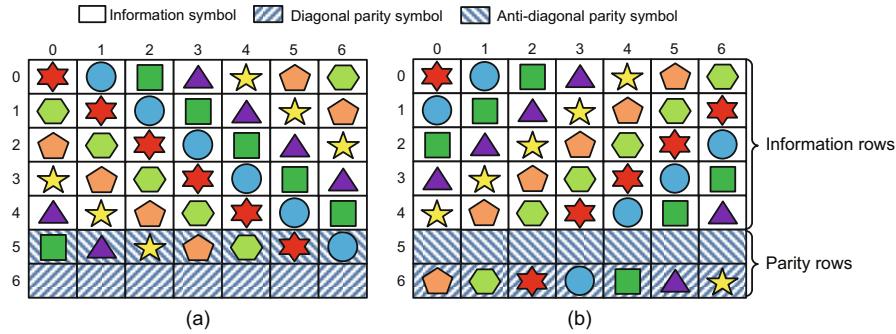 Information symbol Diagonal parity symbol Anti-diagonal parity symbol
0 1 2 3 4 5 6
0 1 2 3 4 5 6
0
1
2
3
4
5
6
0
1
2
3
4
5
6
Information rows
Parity rows
(a)
(b)